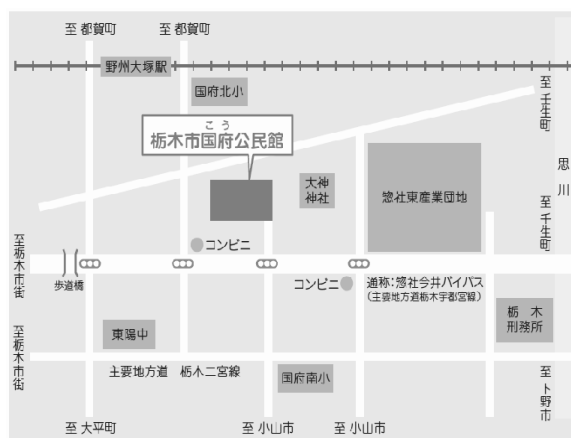 至 都賀町
至 都賀町
野州大塚駅
国府北小
至 壬生町
こう
栃木市国府公民館
思川
大神
神社
惣社東産業団地
至 壬生町
至栃木市街
コンビニ
歩道橋
コンビニ
通称：惣社今井バイパス
（主要地方道栃木宇都宮線）
栃 木
刑務所
東陽中
至栃木市街
主要地方道 栃木二宮線
国府南小
至 下野市
至 大平町
至 小山市
至 小山市